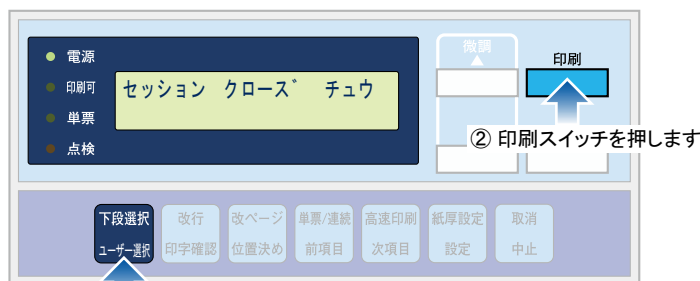 電源
印刷可
単票
点検
セッション クローズ゛ チュウ
微調
印刷
② 印刷スイッチを押します
下段選択
ユーザー選択
改行
印字確認
改ページ
位置決め
単票/連続
前項目
高速印刷
次項目
紙厚設定
設定
取消
中止